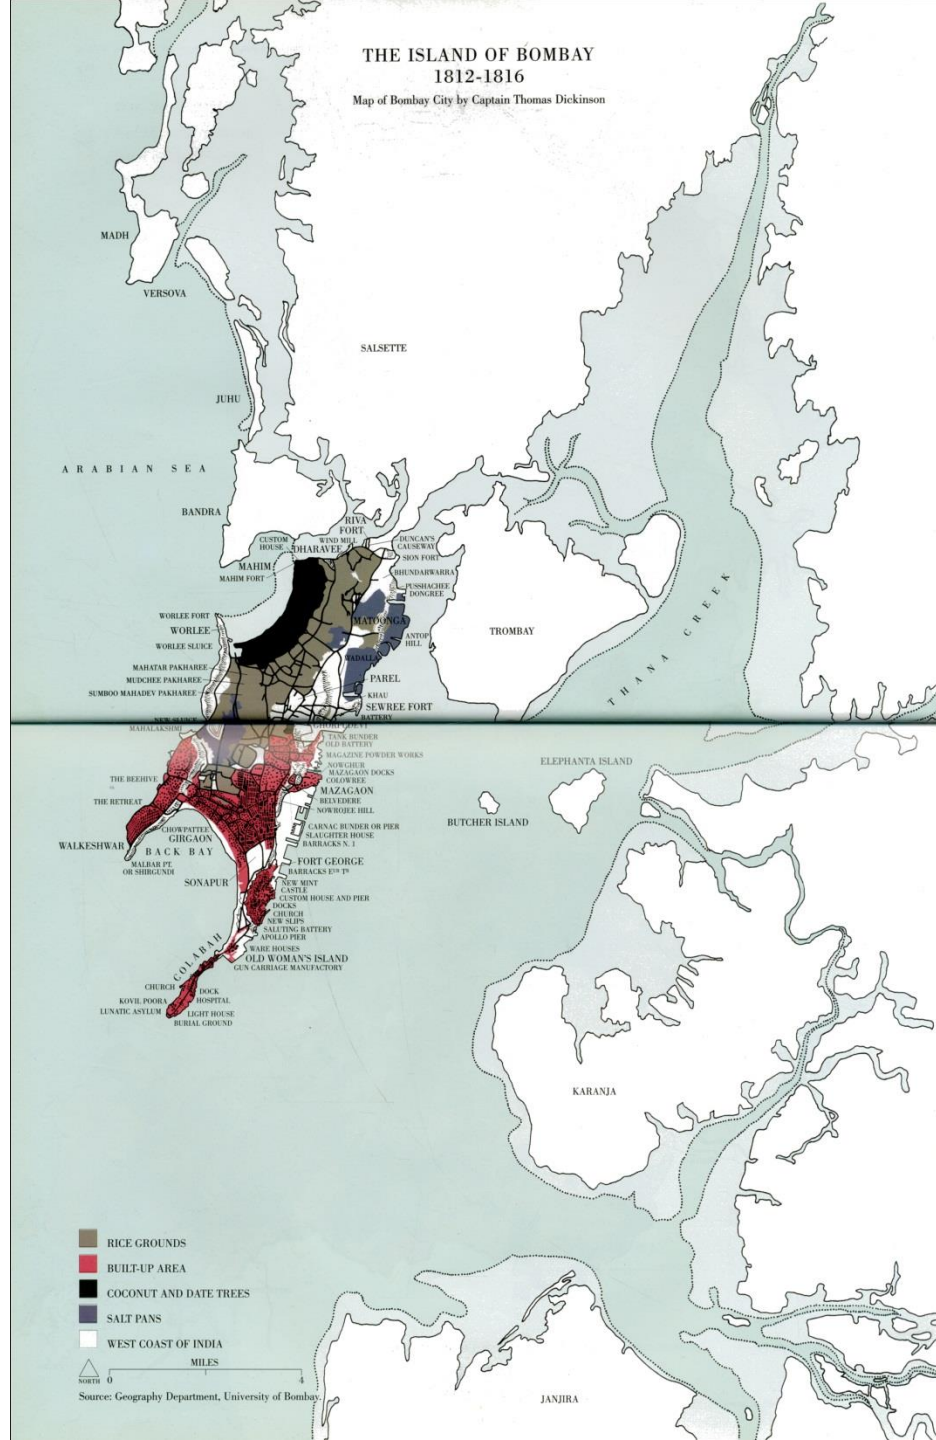 THE ISLAND OF BOMBAY
1812-1816
Map of Bombay City by Captain Thomas Dickinson
MADH
VERSOVA
SALSETTE
JUHU
ARABIAN SEA
BANDRA
RIVA
FORT
CUSTOM
HOUSE
WIND MILL
DUNCAN'S
CAUSEWAY
DHARAVEE
SION FORT
MAHIM
MAHIM FORT
BHUNDARWARRA
PUSSHACHEE
DONGREE
WORLEE FORT
MATOONGA
WORLEE
ANTOP
HILL
TROMBAY
THANA CREEK
WORLEE SLUICE
WADALLA
MAHATAR PAKHAREE
MUDCHEE PAKHAREE
PAREL
SUMBOO MAHADEV PAKHAREE
KHAU
SEWREE FORT
BATTERY
NEW SLUICE
MAHALAKSHMI
GHORUPDEVI
TANK BUNDER
OLD BATTERY
MAGAZINE POWDER WORKS
ELEPHANTA ISLAND
NOWCHUR
MAZAGAON DOCKS
COLOWREE
THE BEEHIVE
MAZAGAON
BELVEDERE
THE RETREAT
NOWROJEE HILL
BUTCHER ISLAND
CHOWPATTEE
GIRGAON
CARNAC BUNDER OR PIER
SLAUGHTER HOUSE
BARRACKS N. 1
WALKESHWAR
BACK BAY
MALBAR PT.
OR SHIRGUNDI
FORT GEORGE
BARRACKS Eur Ts
SONAPUR
NEW MINT
CASTLE
CUSTOM HOUSE AND PIER
DOCKS
CHURCH
NEW SLIPS
SALUTING BATTERY
APOLLO PIER
COLABAH
WARE HOUSES
OLD WOMAN'S ISLAND
GUN CARRIAGE MANUFACTORY
CHURCH
DOCK
KOVIL POORA
HOSPITAL
LUNATIC ASYLUM
LIGHT HOUSE
BURIAL GROUND
KARANJA
RICE GROUNDS
BUILT-UP AREA
COCONUT AND DATE TREES
SALT PANS
WEST COAST OF INDIA
MILES
NORTH 0 4
Source: Geography Department, University of Bombay.
JANJIRA